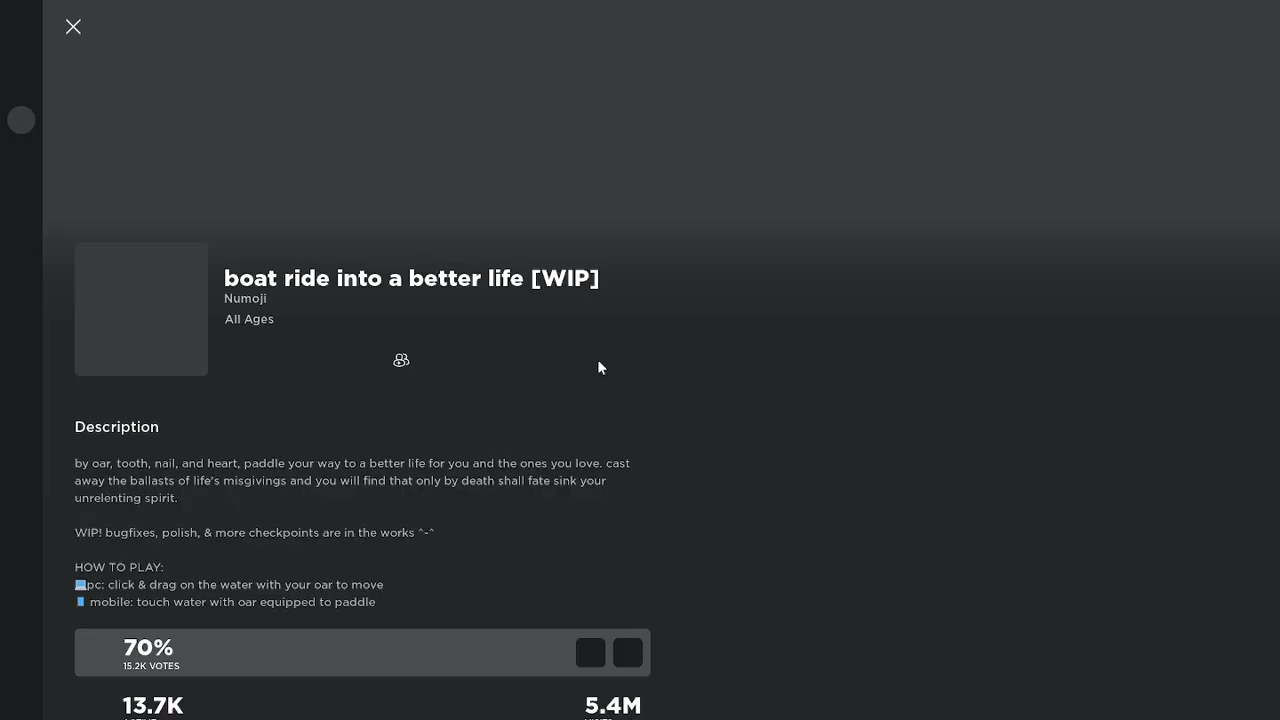 boat ride into a better life [WIP]
Numoji
All Ages
Description
by oar, tooth, nail, and heart, paddle your way to a better life for you and the ones you love. cast
away the ballasts of life's misgivings and you will find that only by death shall fate sink your
unrelenting spirit.
WIP! bugfixes, polish, & more checkpoints are in the works ^-^
HOW TO PLAY:
💻pc: click & drag on the water with your oar to move
📱 mobile: touch water with oar equipped to paddle
70%
15.2K VOTES
13.7K 5.4M